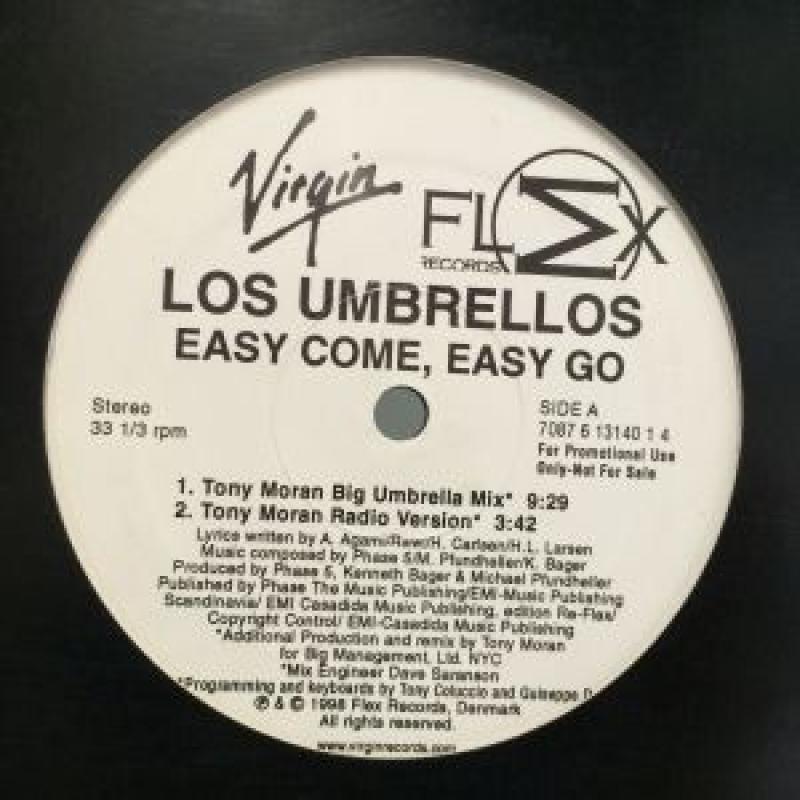 Virgin
FLEX
RECORDS
LOS UMBRELLOS
EASY COME, EASY GO
Stereo
33 1/3 rpm
SIDE A
7087 6 13140 1 4
For Promotional Use
Only-Not For Sale
1. Tony Moran Big Umbrella Mix* 9:29
2. Tony Moran Radio Version* 3:42
Lyrics written by A. Agami/Rawr/H. Carlsen/H.L. Larsen
Music composed by Phase 5/M. Pfundheller/K. Bager
Produced by Phase 5, Kenneth Bager & Michael Pfundheller
Published by Phase The Music Publishing/EMI-Music Publishing
Scandinavia/ EMI Casadida Music Publishing, edition Re-Flex/
Copyright Control/ EMI-Casadida Music Publishing
*Additional Production and remix by Tony Moran
for Big Management, Ltd. NYC
*Mix Engineer Dave Saronson
*Programming and keyboards by Tony Coluccio and Guiseppe D.
℗ & © 1998 Flex Records, Denmark
All rights reserved.
www.virginrecords.com